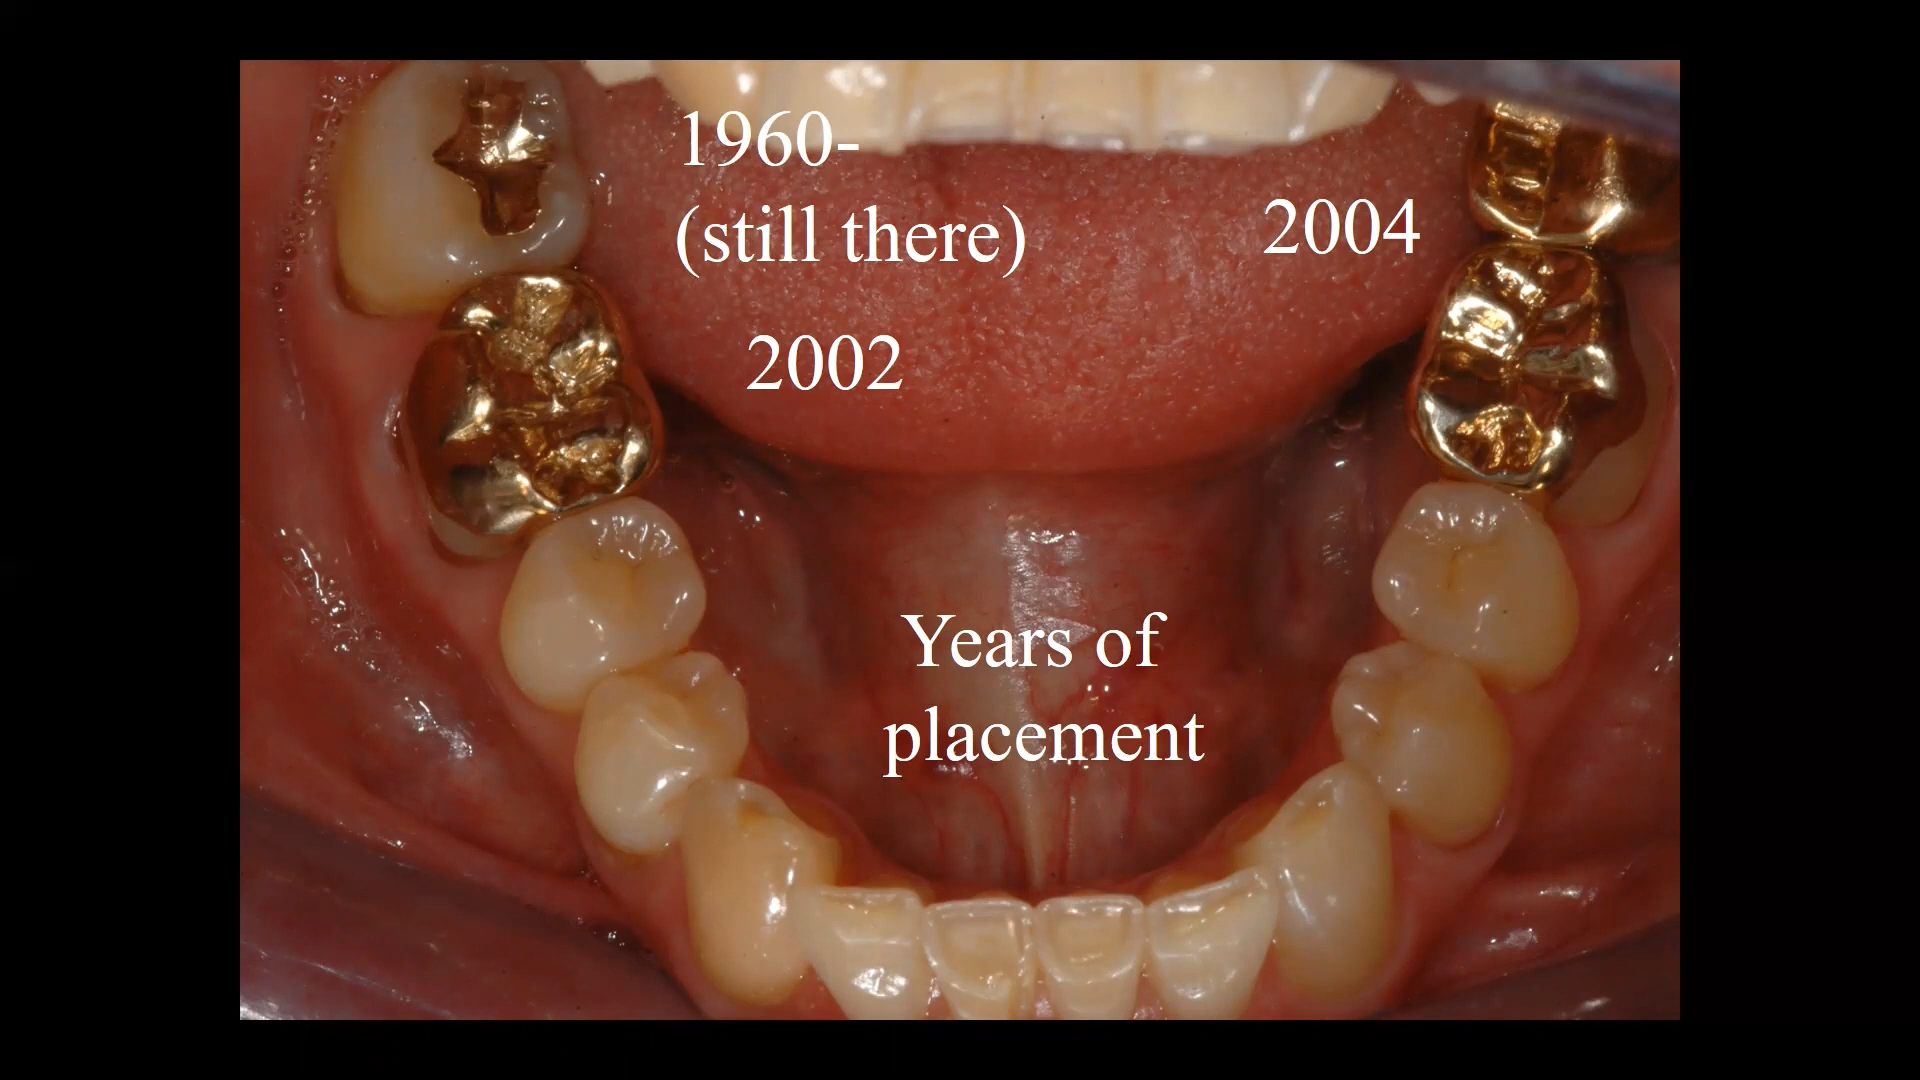 1960-
(still there)
2004
2002
Years of
placement